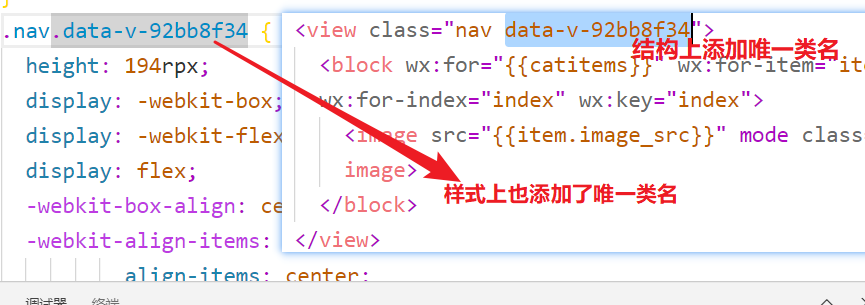 }
.nav.data-v-92bb8f34 {
height: 194rpx;
display: -webkit-box;
display: -webkit-flex
display: flex;
-webkit-box-align: ce
-webkit-align-items:
align-items: center;
<view class="nav data-v-92bb8f34">
结构上添加唯一类名
<block wx:for="{{catitems}}" wx:for-item="ite
wx:for-index="index" wx:key="index">
<image src="{{item.image_src}}" mode class
image>
样式上也添加了唯一类名
</block>
</view>
调试器 终端